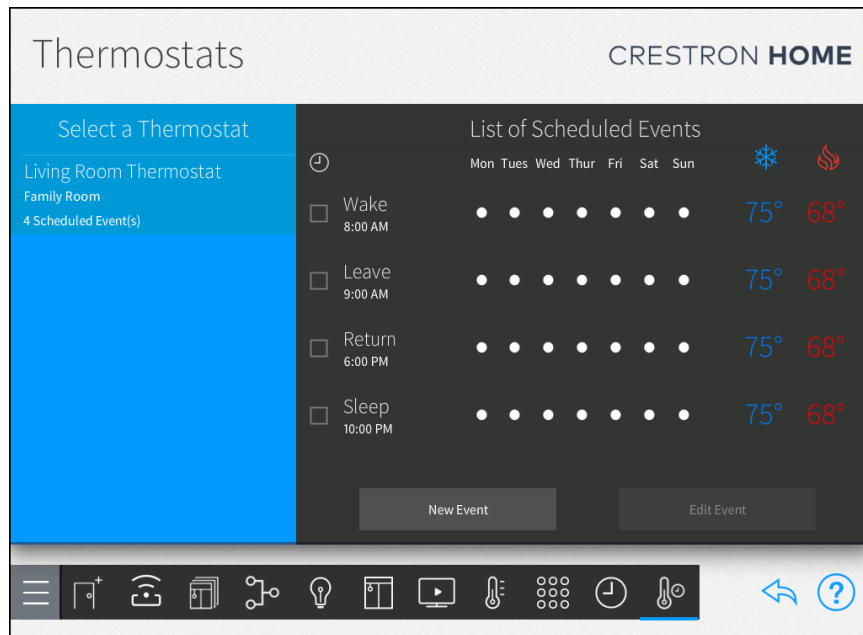 Thermostats
CRESTRON HOME
Select a Thermostat
Living Room Thermostat
Family Room
4 Scheduled Event(s)
List of Scheduled Events
Mon Tues Wed Thur Fri Sat Sun
Wake
8:00 AM
75° 68°
Leave
9:00 AM
75° 68°
Return
6:00 PM
75° 68°
Sleep
10:00 PM
75° 68°
New Event
Edit Event
?